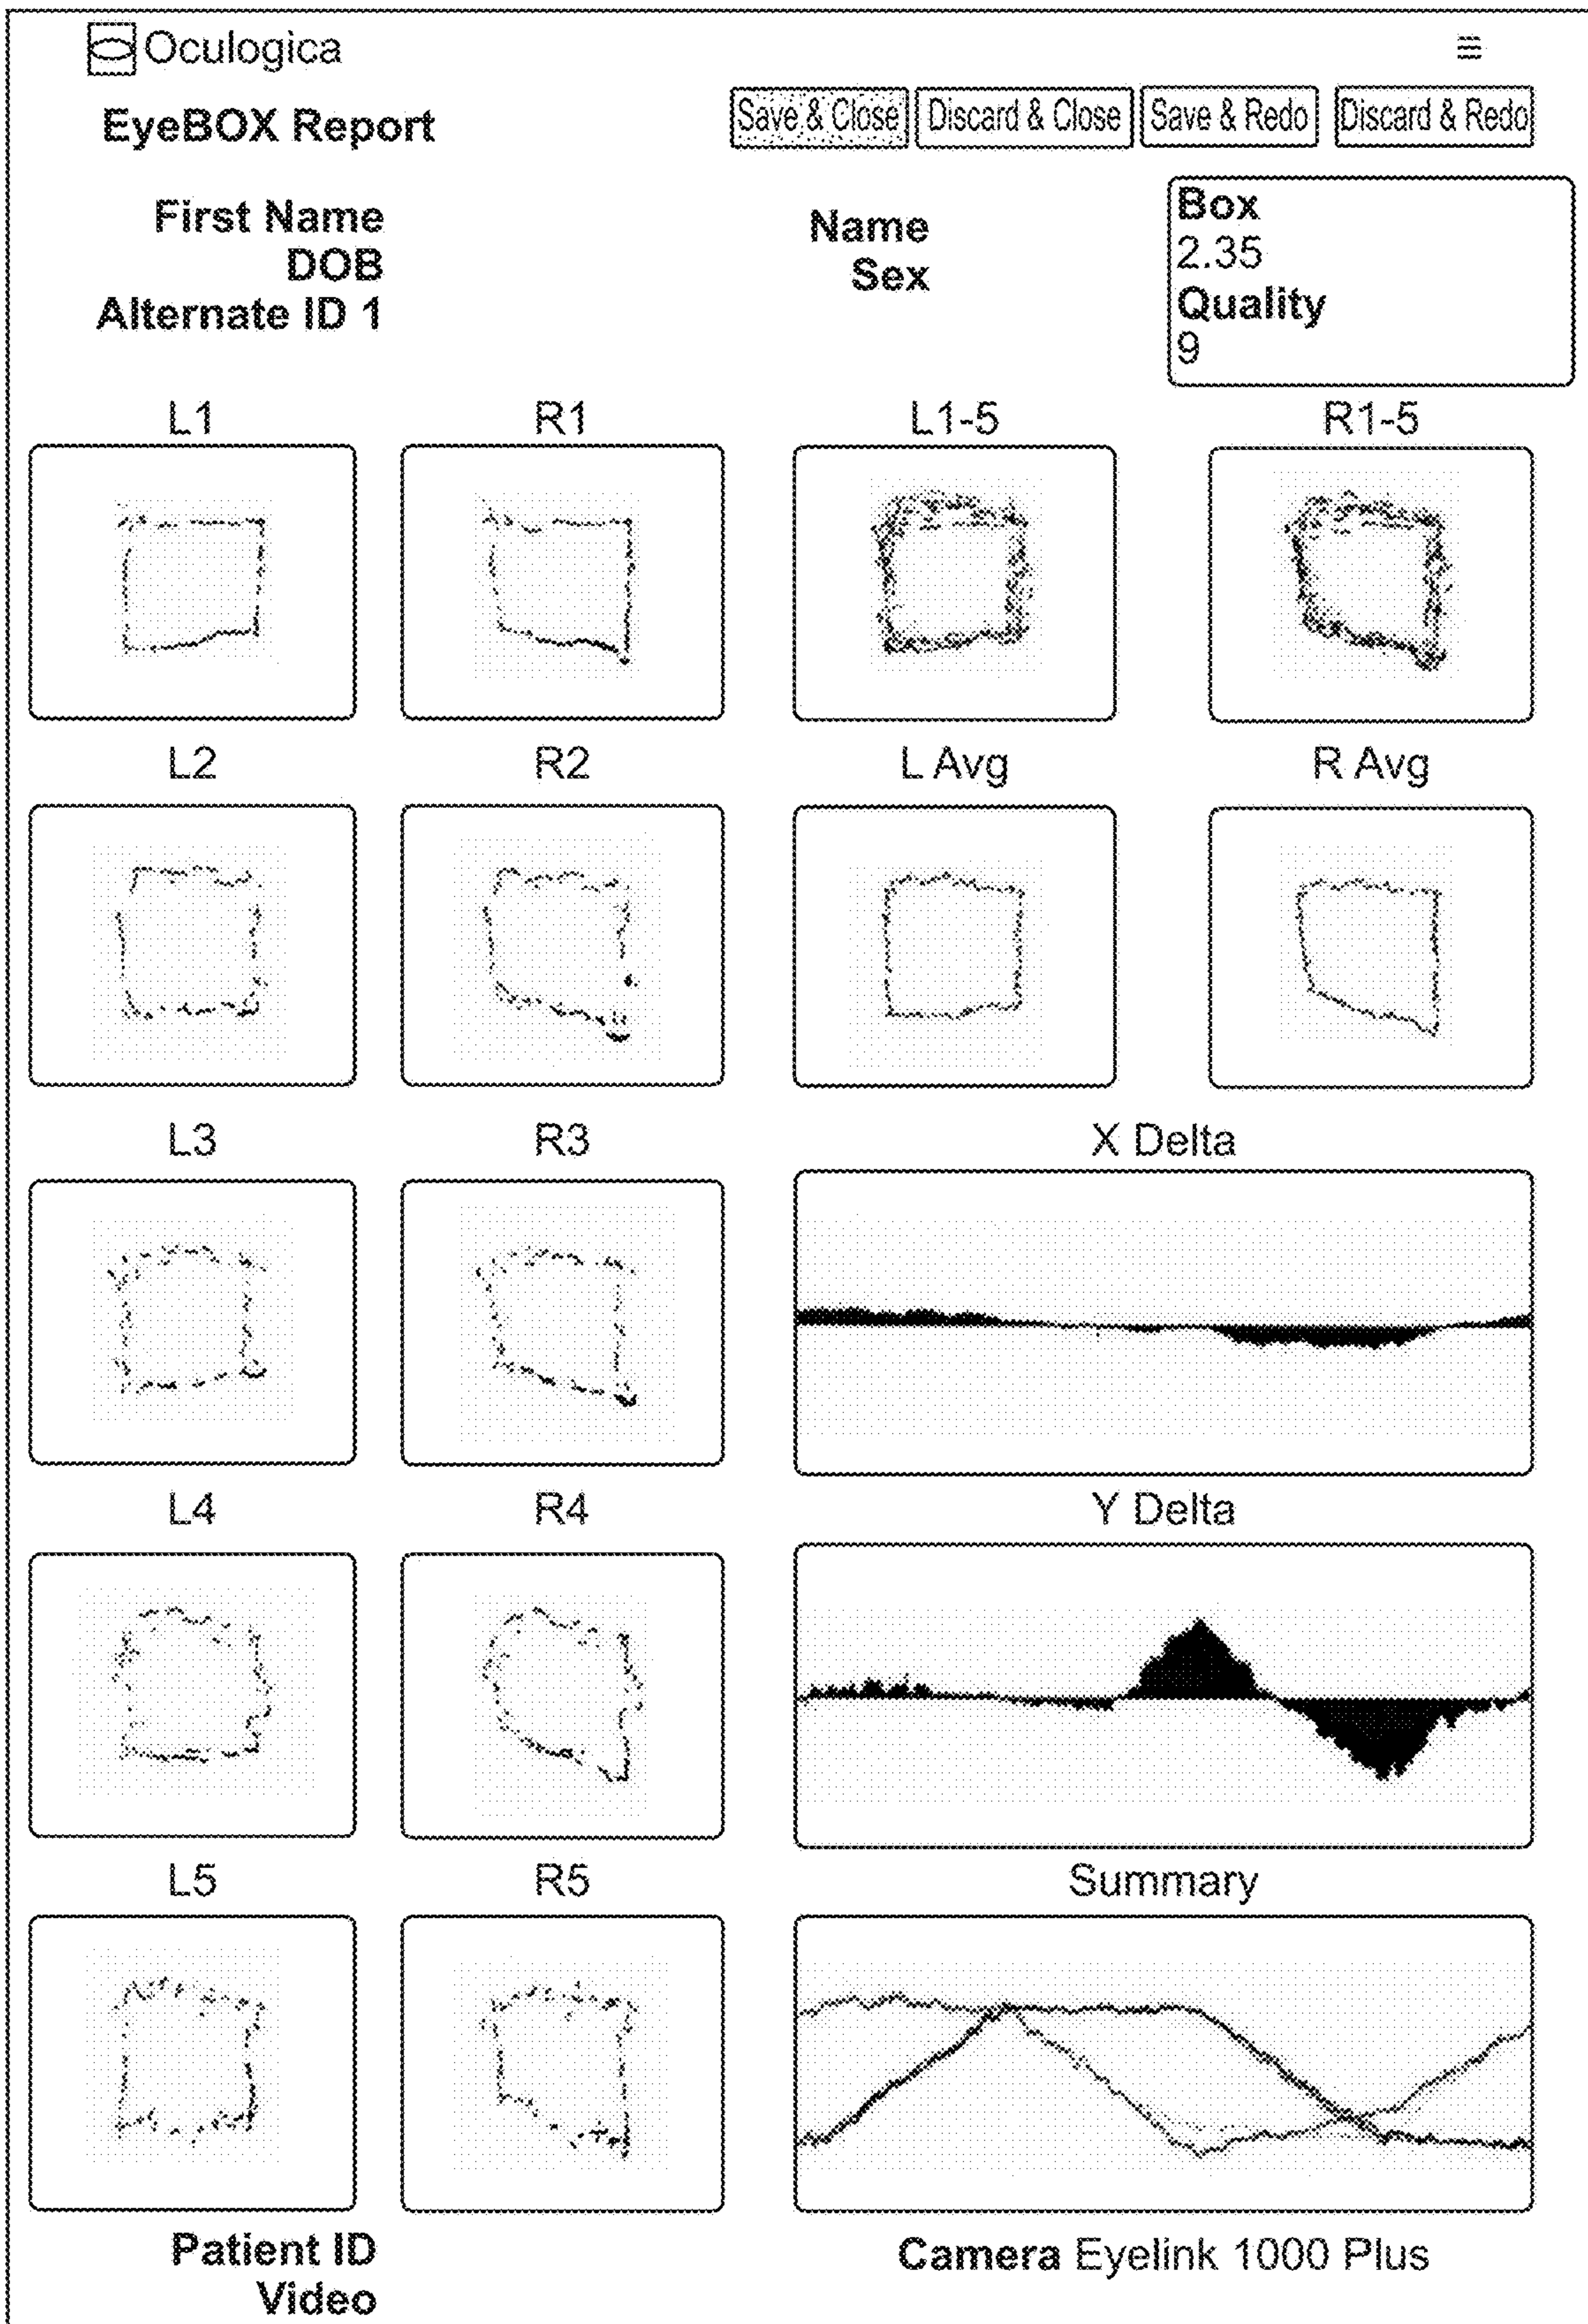 Oculogica
EyeBOX Report
Save & Close Discard & Close Save & Redo Discard & Redo
First Name
DOB
Alternate ID 1
Name
Sex
Box
2.35
Quality
9
L1 R1 L1-5 R1-5
L2 R2 L Avg R Avg
L3 R3 X Delta
L4 R4 Y Delta
L5 R5 Summary
Patient ID
Video
Camera Eyelink 1000 Plus